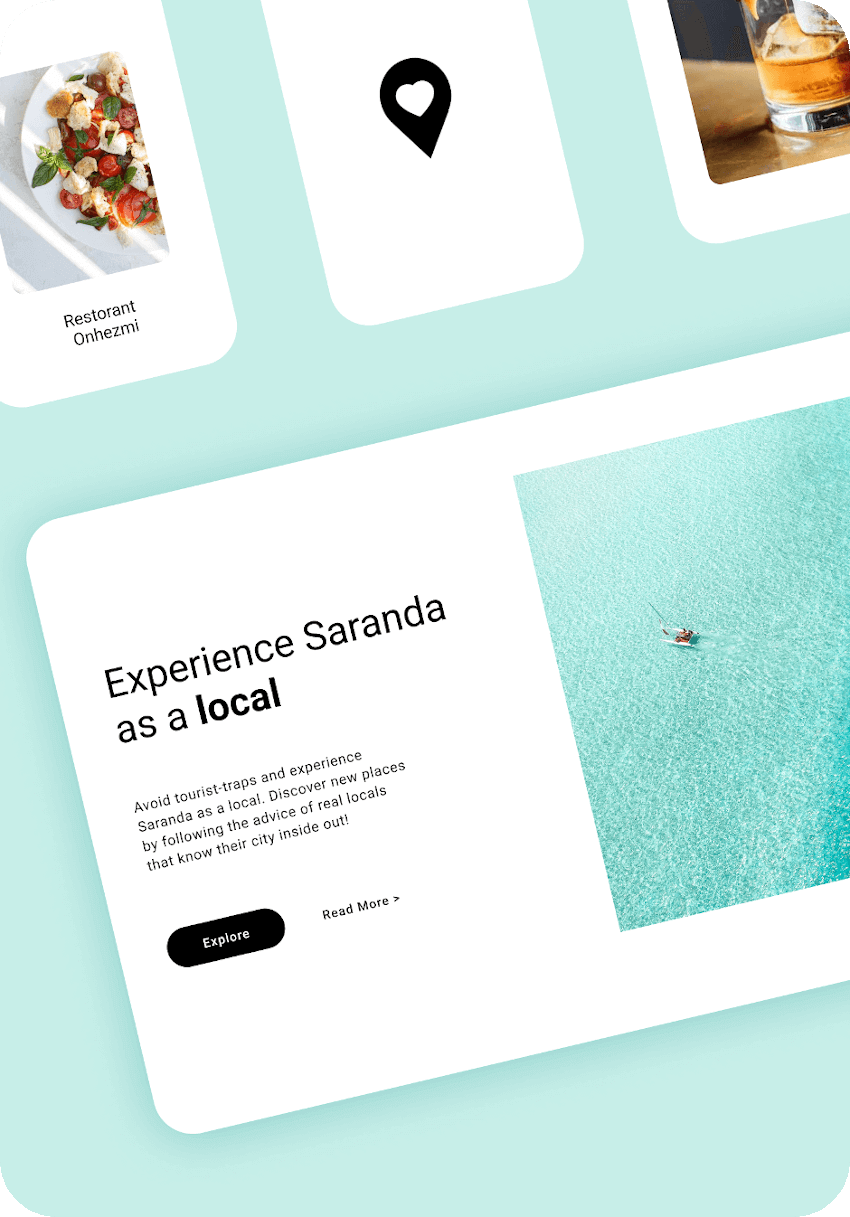 Restorant
Onhezmi
Experience Saranda
as a local
Avoid tourist-traps and experience
Saranda as a local. Discover new places
by following the advice of real locals
that know their city inside out!
Explore
Read More >